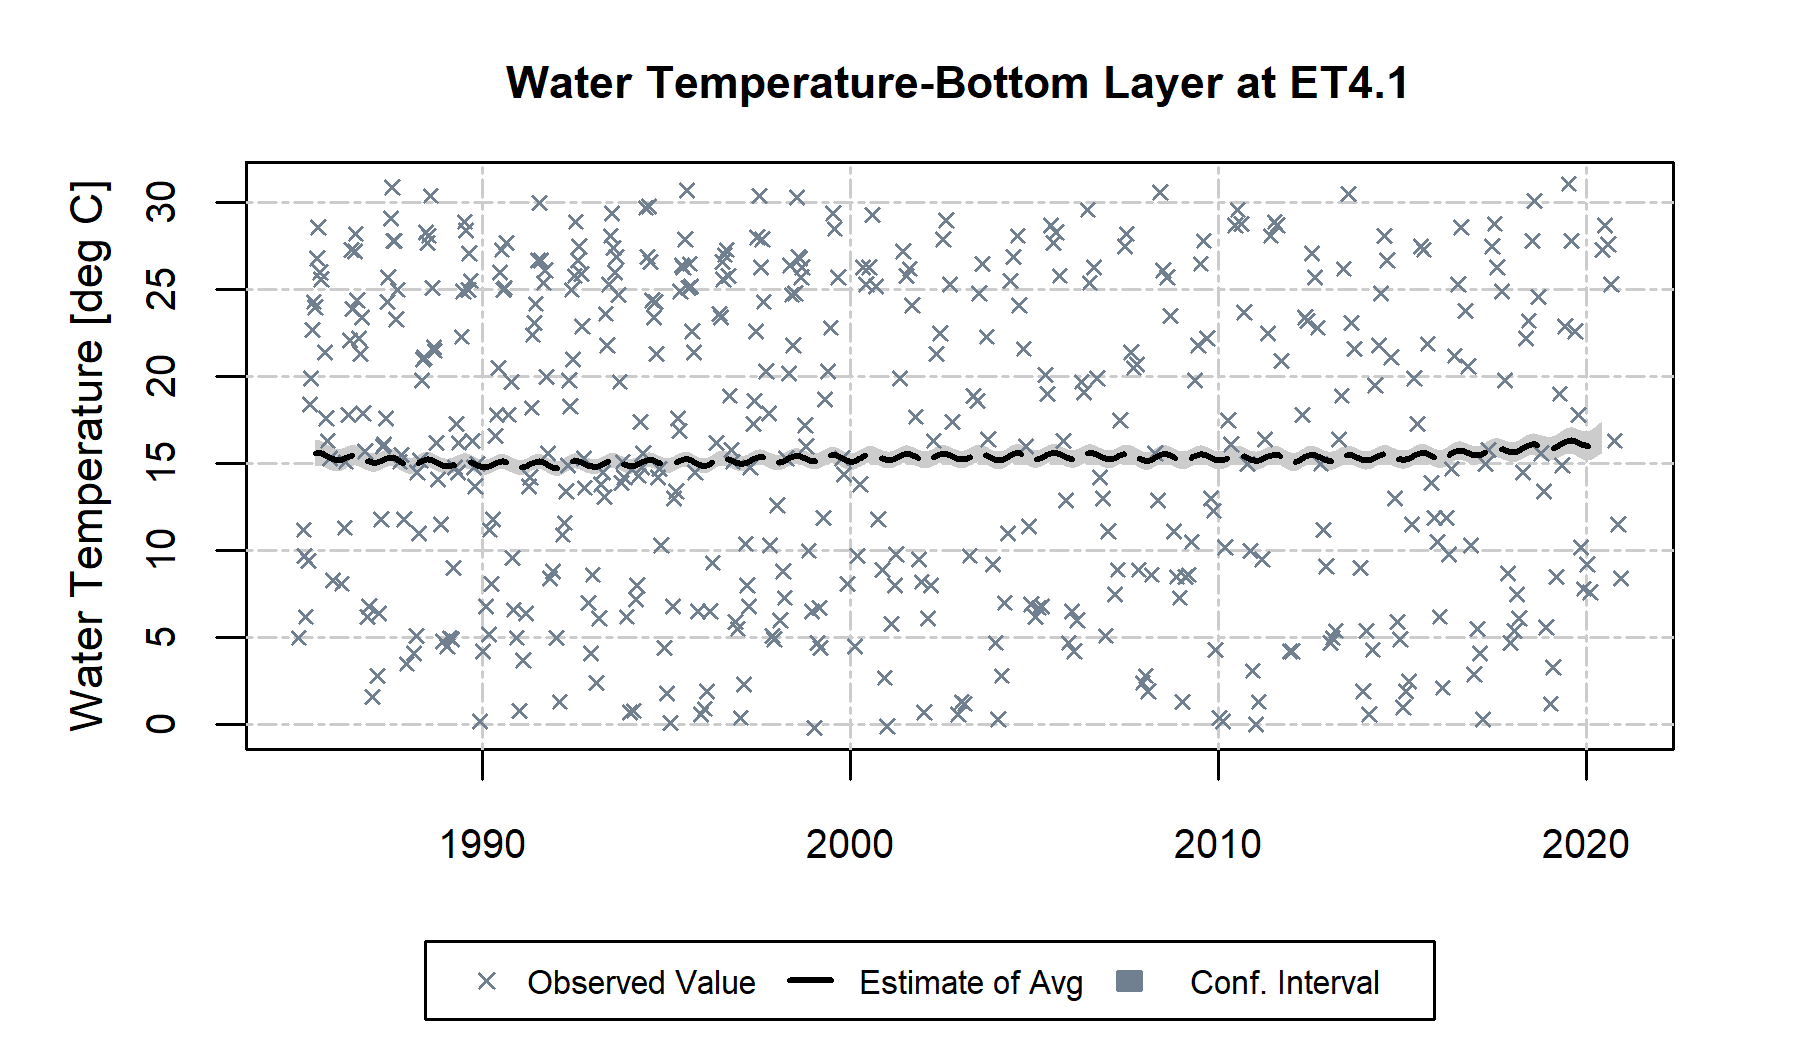 Water Temperature-Bottom Layer at ET4.1
Water Temperature [deg C]
30
25
20
15
10
5
0
1990 2000 2010 2020
Observed Value Estimate of Avg Conf. Interval